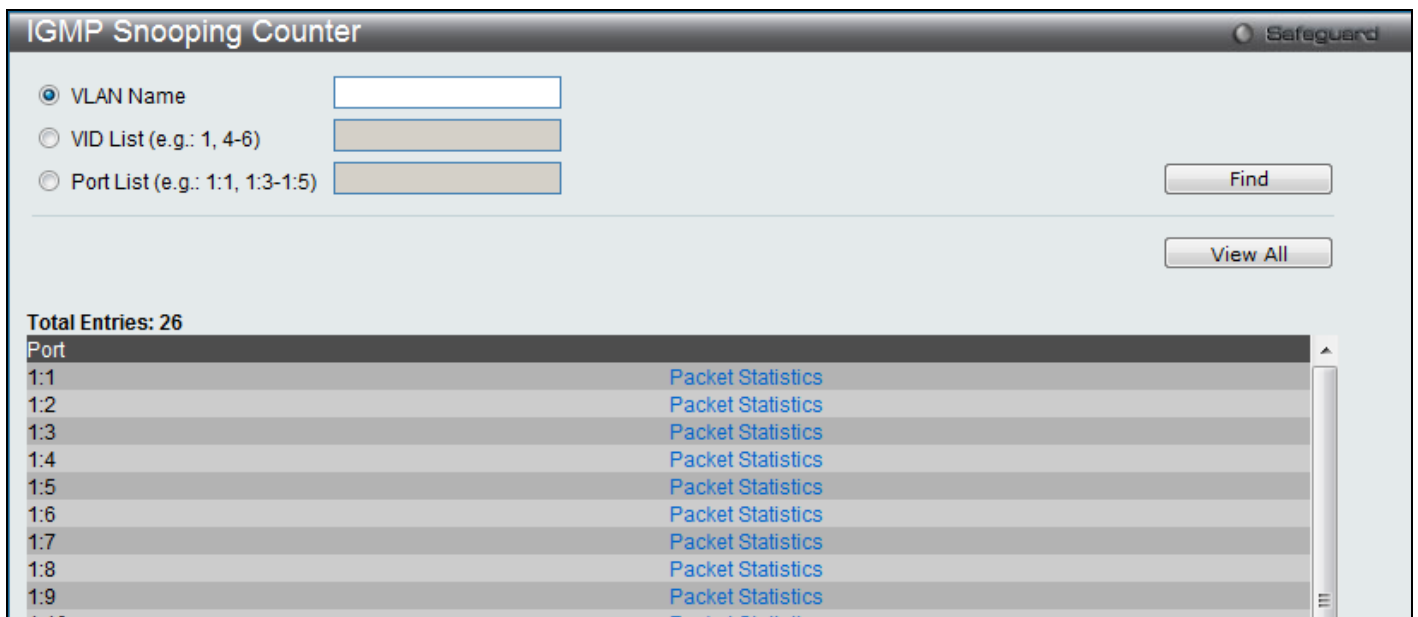 IGMP Snooping Counter
Safeguard
VLAN Name
VID List (e.g.: 1, 4-6)
Port List (e.g.: 1:1, 1:3-1:5)
Find
View All
Total Entries: 26
Port
1:1 Packet Statistics
1:2 Packet Statistics
1:3 Packet Statistics
1:4 Packet Statistics
1:5 Packet Statistics
1:6 Packet Statistics
1:7 Packet Statistics
1:8 Packet Statistics
1:9 Packet Statistics